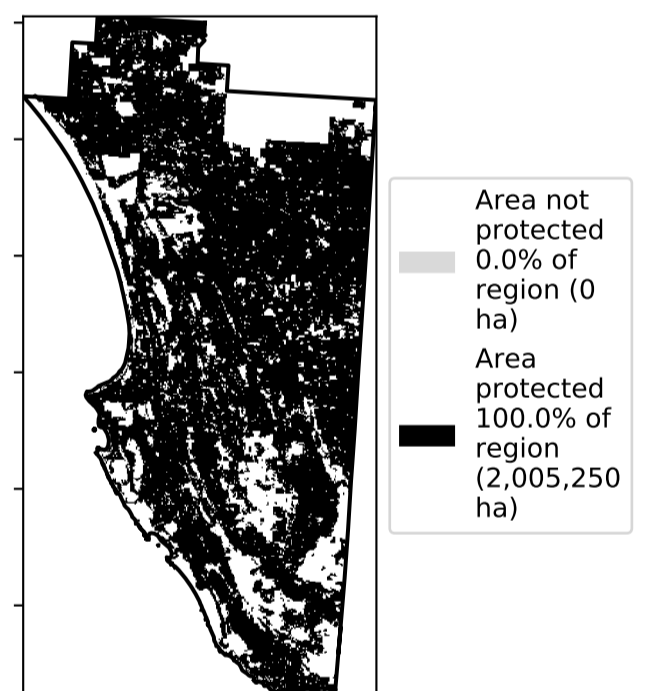 Area not
protected
0.0% of
region (0
ha)
Area
protected
100.0% of
region
(2,005,250
ha)